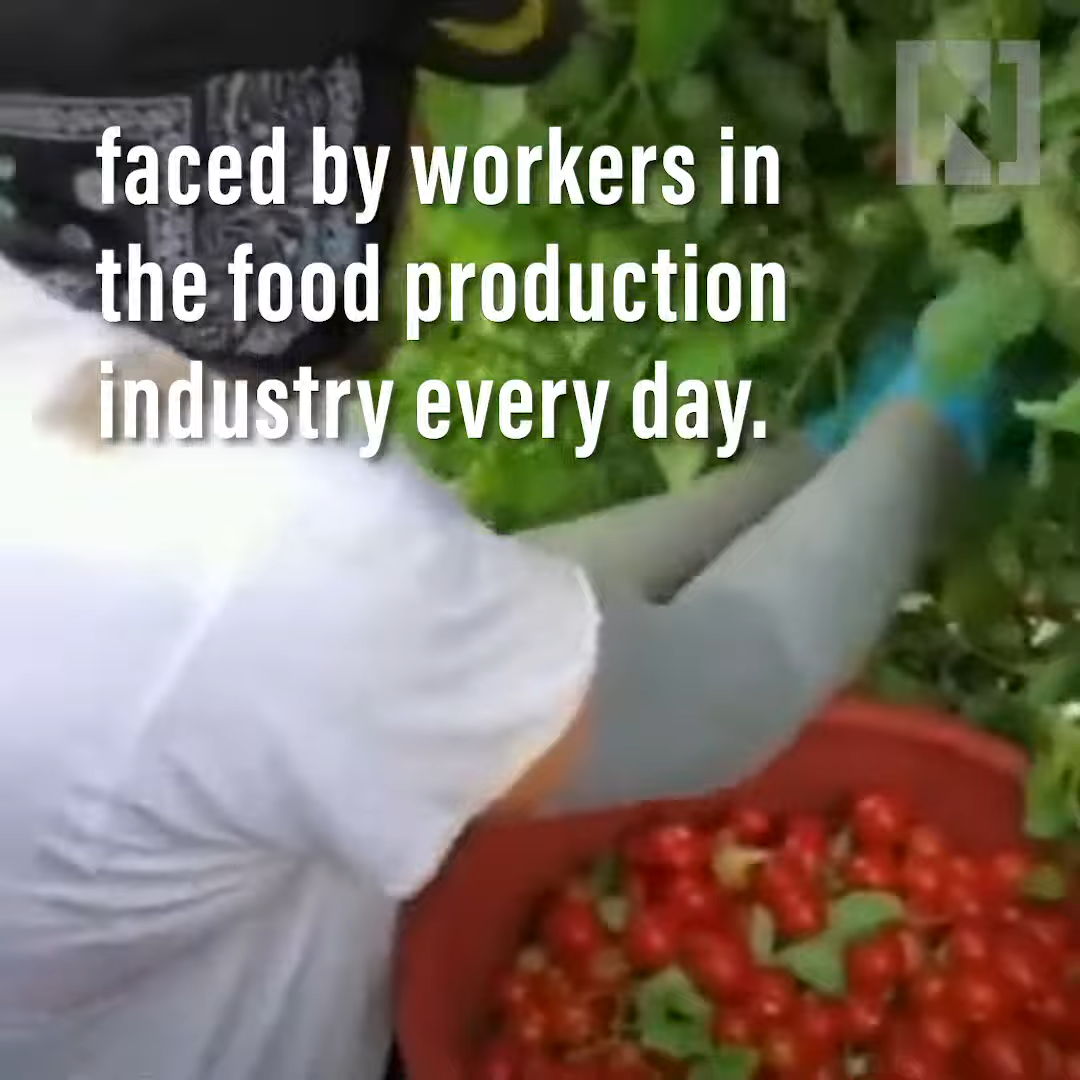 faced by workers in
the food production
industry every day.
[N]